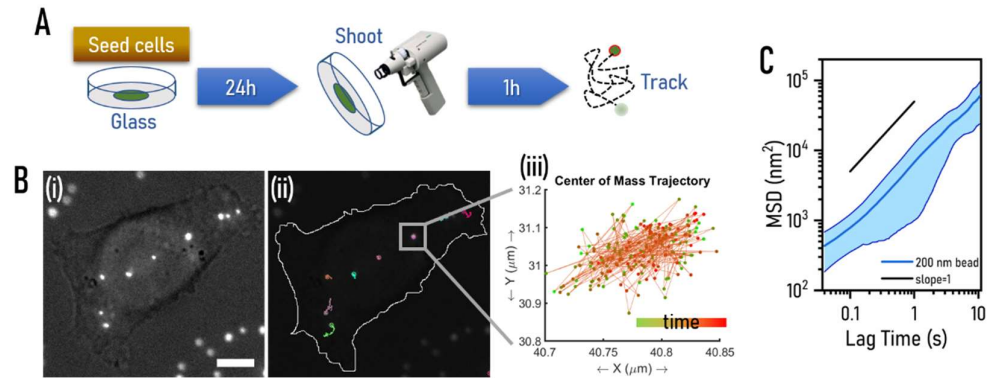 A
Seed cells
Glass
24h
Shoot
1h
Track
B
(i)
(ii)
(iii)
Center of Mass Trajectory
← Y (μm) →
31.2
31.1
31
30.9
30.8
time
40.7
40.75
40.8
40.85
← X (μm) →
C
MSD (nm²)
10⁵
10⁴
10³
10²
200 nm bead
slope=1
0.1
1
10
Lag Time (s)